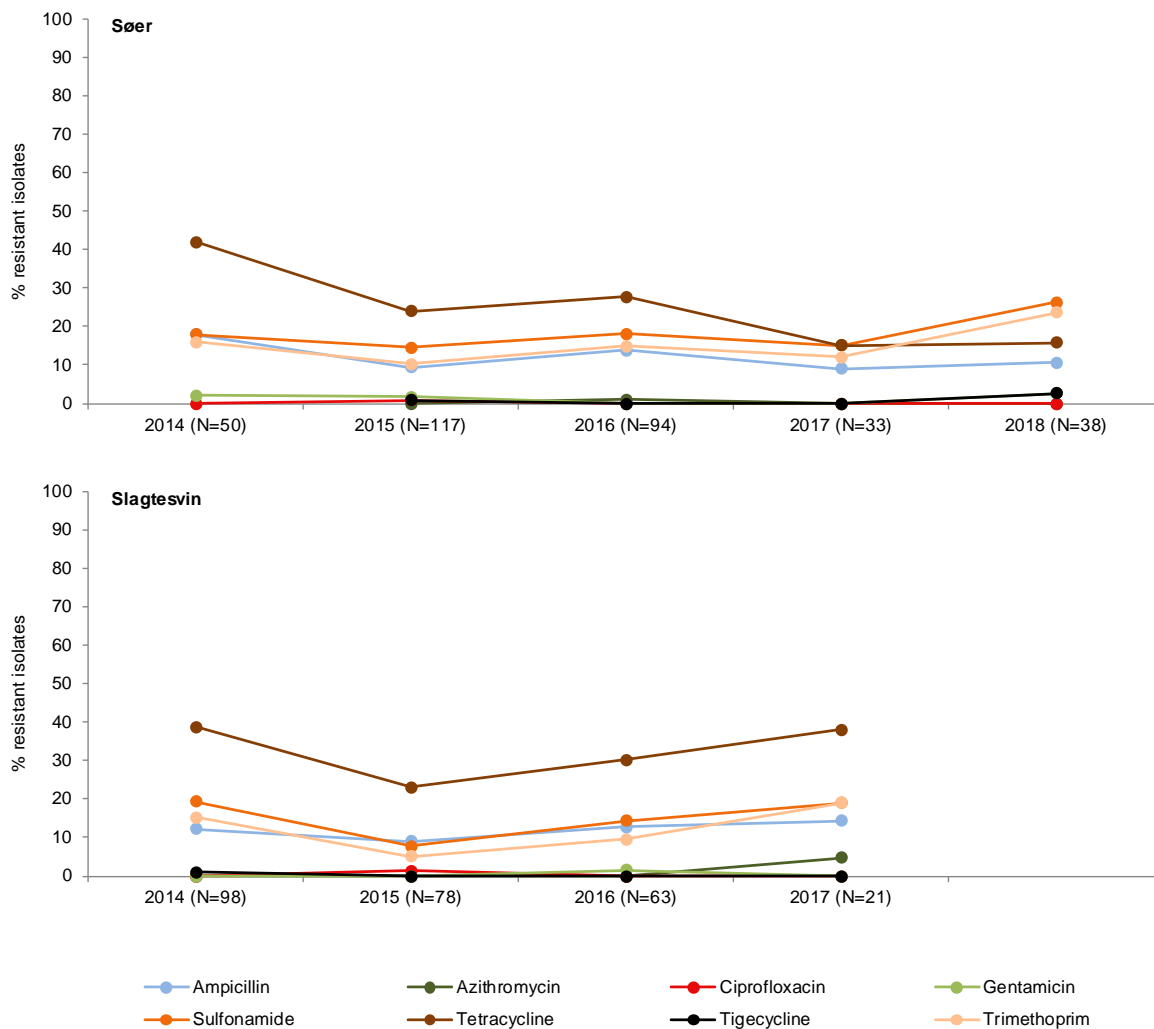 Søer
100
90
80
70
60
50
40
30
20
10
0
% resistant isolates
2014 (N=50) 2015 (N=117) 2016 (N=94) 2017 (N=33) 2018 (N=38)
Slagtesvin
100
90
80
70
60
50
40
30
20
10
0
% resistant isolates
2014 (N=98) 2015 (N=78) 2016 (N=63) 2017 (N=21)
Ampicillin Azithromycin Ciprofloxacin Gentamicin
Sulfonamide Tetracycline Tigecycline Trimethoprim